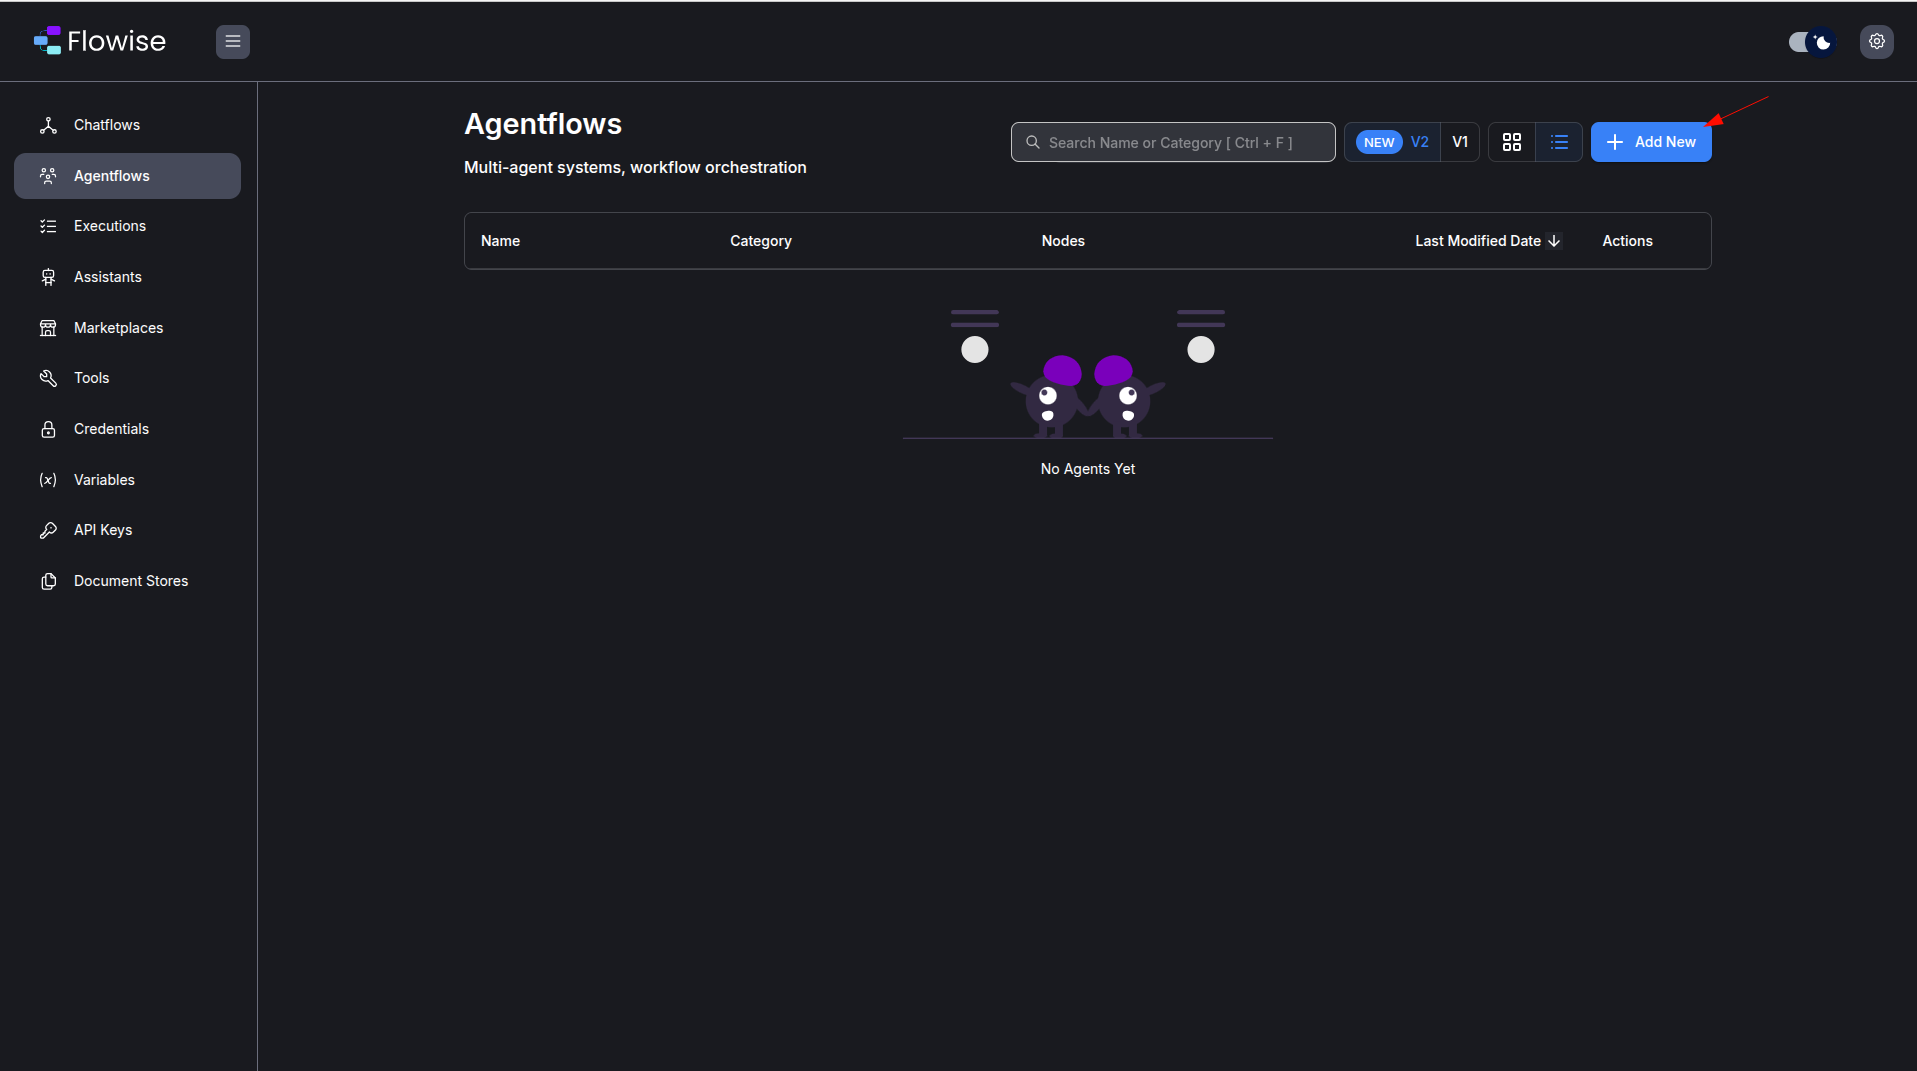 Flowise
Chatflows
Agentflows
Executions
Assistants
Marketplaces
Tools
Credentials
Variables
API Keys
Document Stores
Agentflows
Multi-agent systems, workflow orchestration
Search Name or Category [ Ctrl + F ]
NEW V2 V1
Add New
Name Category Nodes Last Modified Date Actions
No Agents Yet